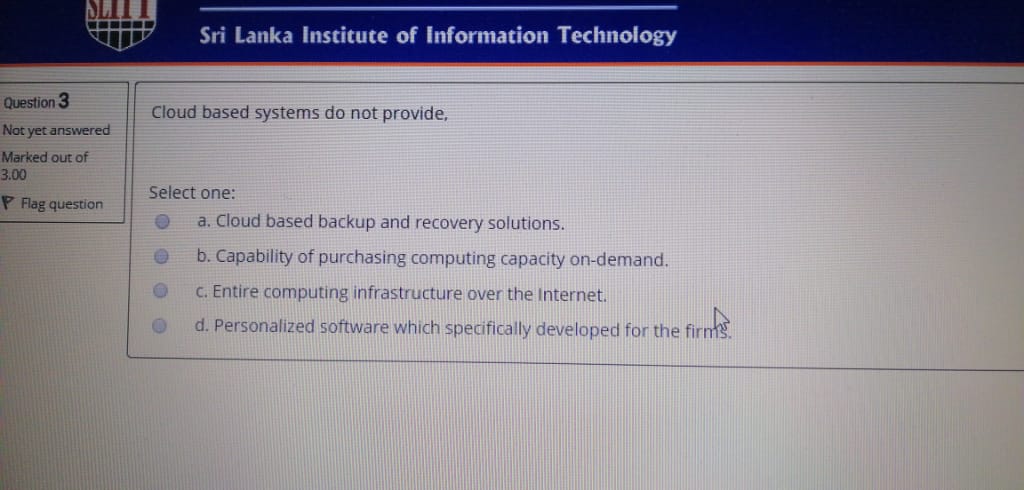 SLIIT
Sri Lanka Institute of Information Technology
Question 3
Not yet answered
Marked out of
3.00
Flag question
Cloud based systems do not provide,
Select one:
a. Cloud based backup and recovery solutions.
b. Capability of purchasing computing capacity on-demand.
c. Entire computing infrastructure over the Internet.
d. Personalized software which specifically developed for the firms.